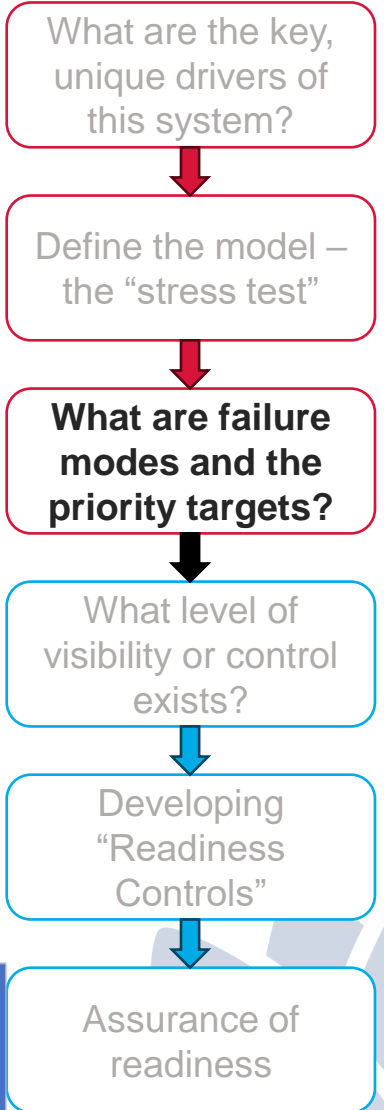 What are the key,
unique drivers of
this system?
Define the model –
the “stress test”
What are failure
modes and the
priority targets?
What level of
visibility or control
exists?
Developing
“Readiness
Controls”
Assurance of
readiness